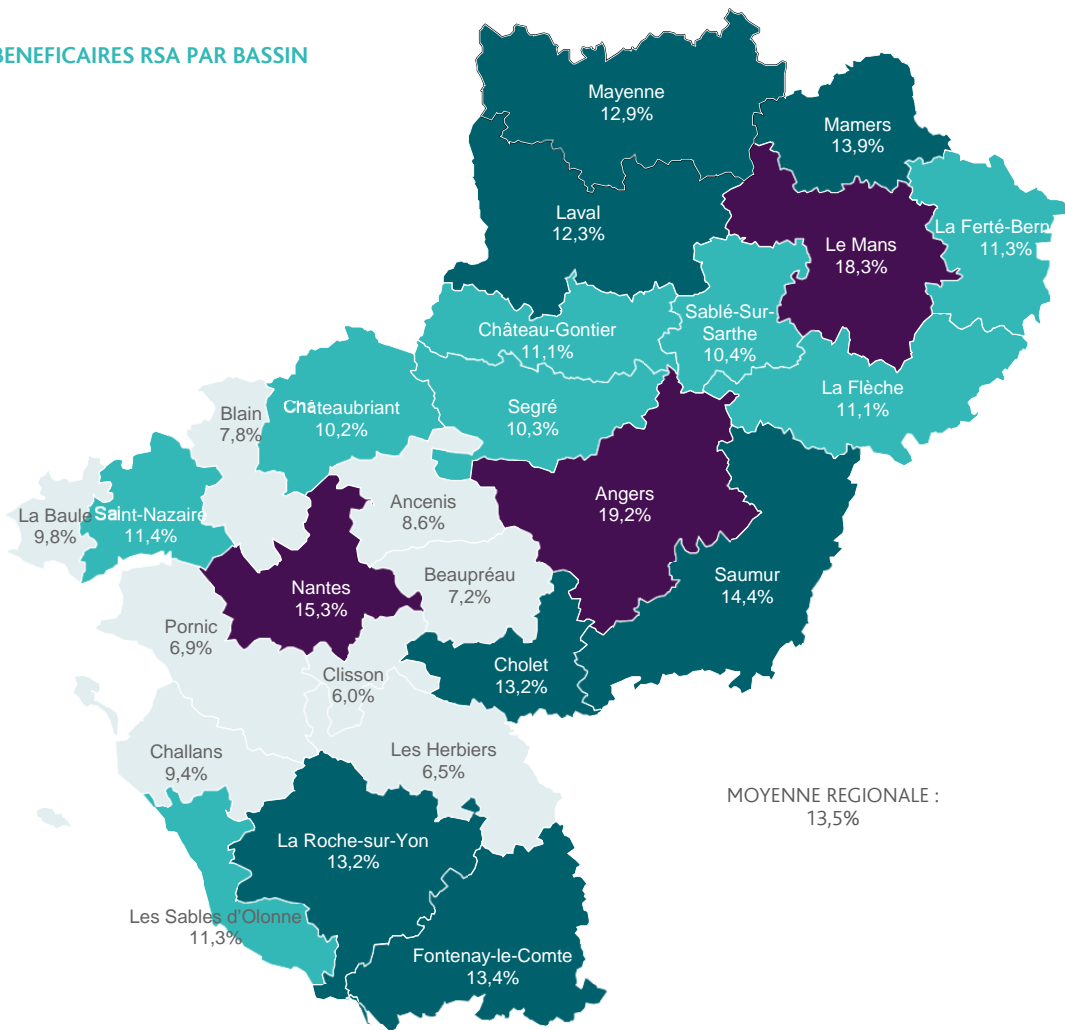 BENEFICAIRES RSA PAR BASSIN
Mayenne
12,9%
Mamers
13,9%
Laval
12,3%
Le Mans
18,3%
La Ferté-Bern
11,3%
Château-Gontier
11,1%
Sablé-Sur-
Sarthe
10,4%
La Flèche
11,1%
Blain
7,8%
Châteaubriant
10,2%
Segré
10,3%
La Baule
9,8%
Saint-Nazaire
11,4%
Ancenis
8.6%
Angers
19,2%
Nantes
15,3%
Beaupréau
7,2%
Saumur
14,4%
Pornic
6,9%
Clisson
6,0%
Cholet
13,2%
Challans
9,4%
Les Herbiers
6,5%
MOYENNE REGIONALE :
13,5%
La Roche-sur-Yon
13,2%
Les Sables d'Olonne
11,3%
Fontenay-le-Comte
13,4%